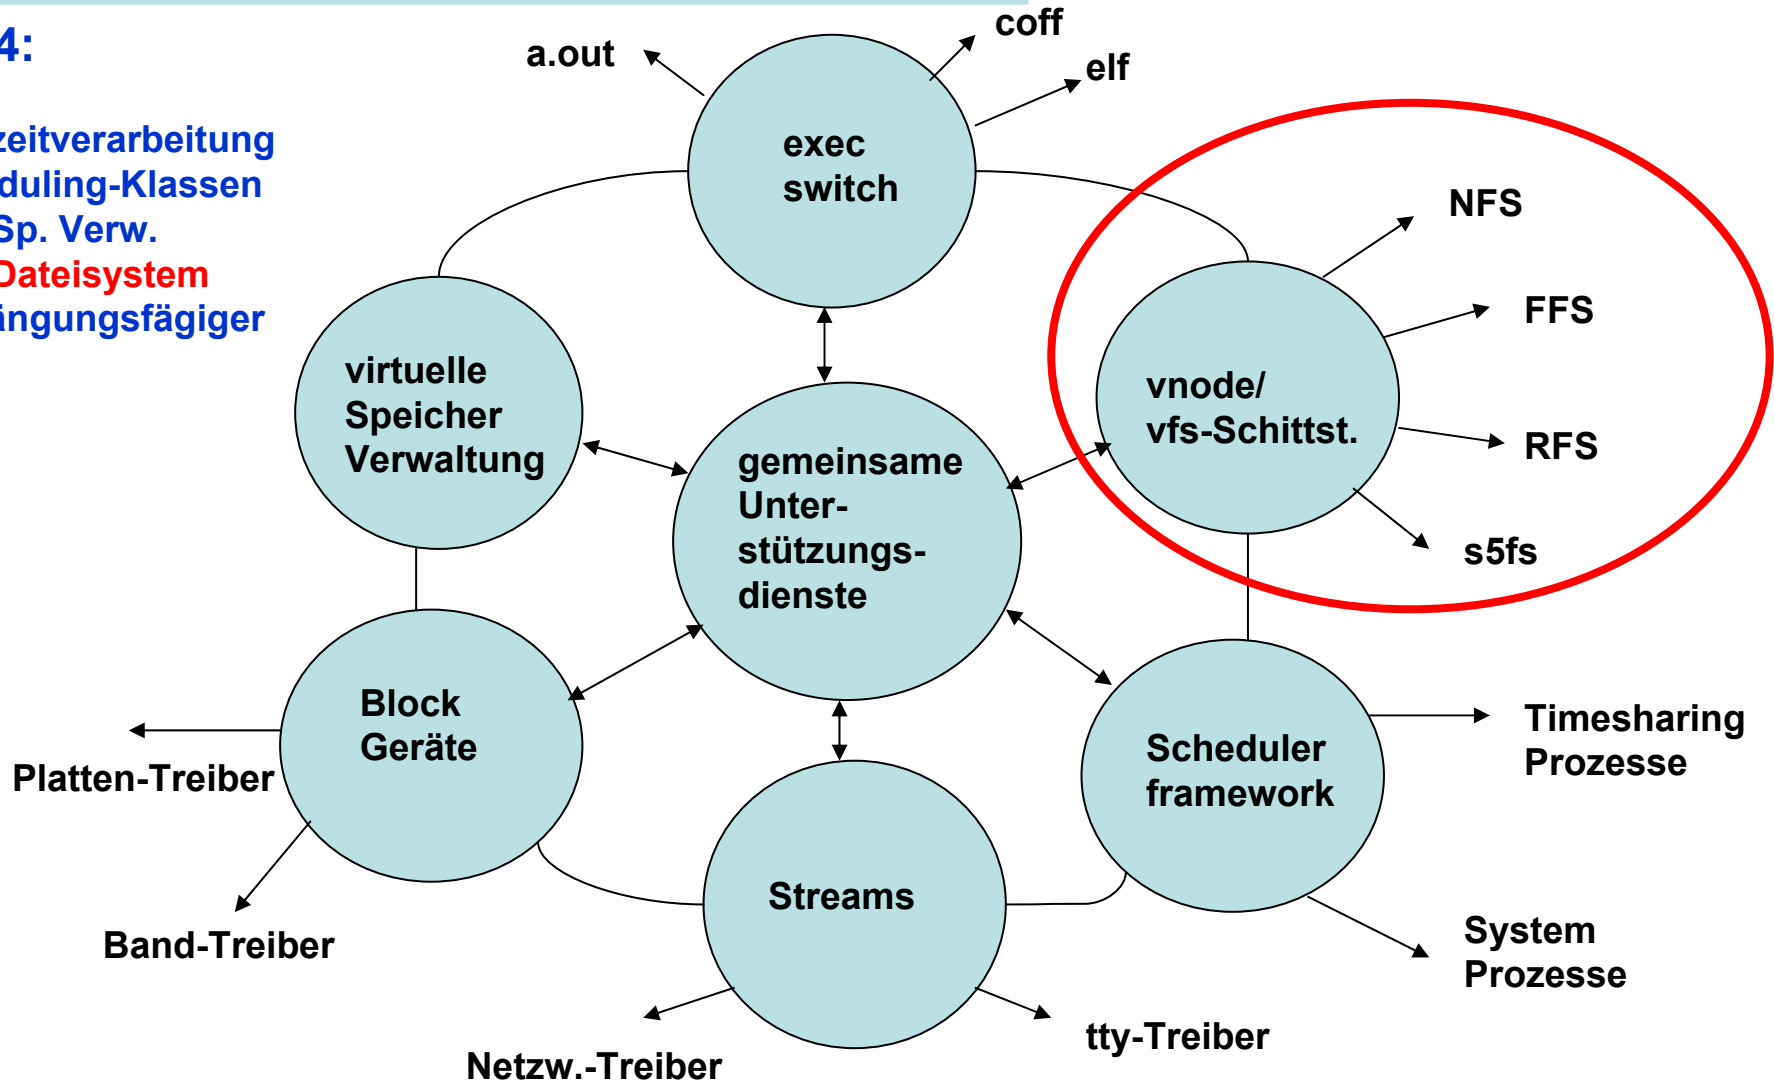 4:
zeitverarbeitung
duling-Klassen
Sp. Verw.
Dateisystem
ängungsfägiger
a.out
coff
elf
exec
switch
NFS
FFS
RFS
s5fs
vnode/
vfs-Schittst.
virtuelle
Speicher
Verwaltung
gemeinsame
Unter-
stützungs-
dienste
Block
Geräte
Platten-Treiber
Band-Treiber
Scheduler
framework
Timesharing
Prozesse
System
Prozesse
Streams
Netzw.-Treiber
tty-Treiber